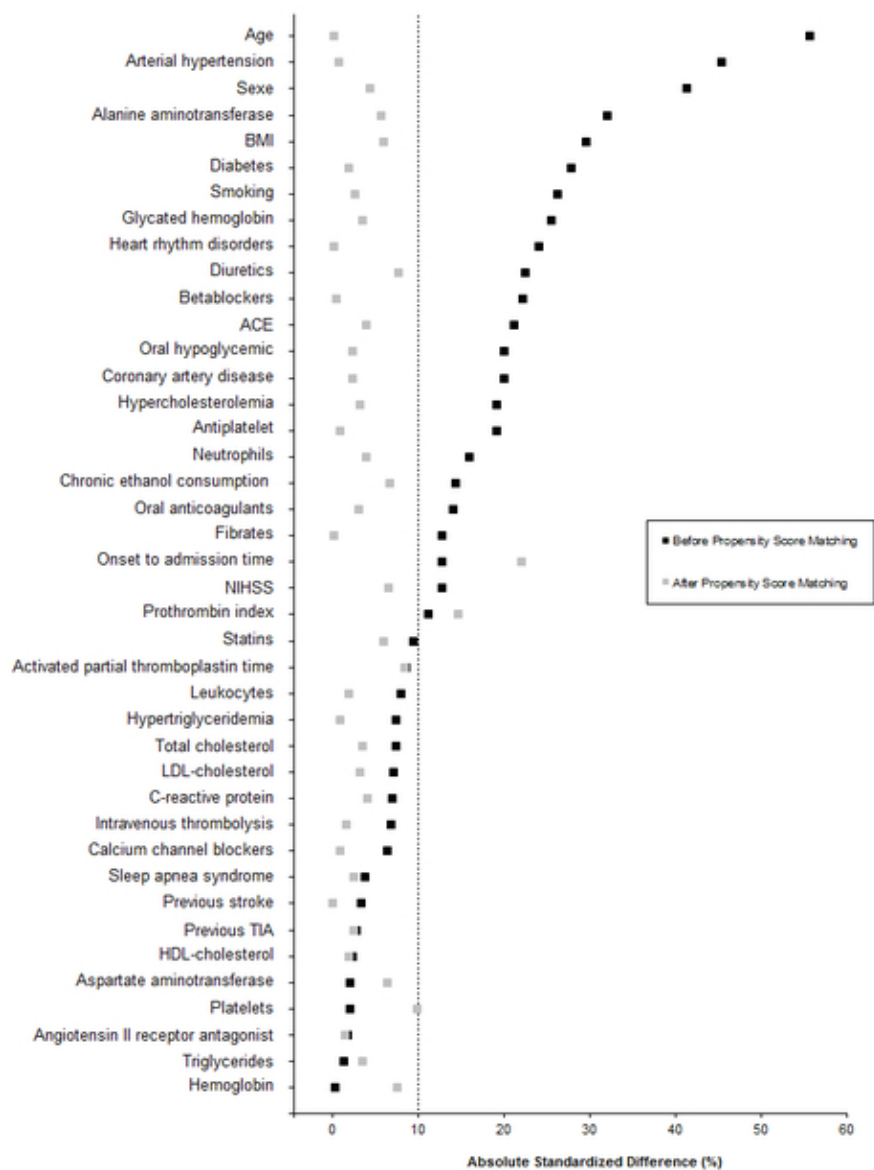 Age
Arterial hypertension
Sexe
Alanine aminotransferase
BMI
Diabetes
Smoking
Glycated hemoglobin
Heart rhythm disorders
Diuretics
Betablockers
ACE
Oral hypoglycemic
Coronary artery disease
Hypercholesterolemia
Antiplatelet
Neutrophils
Chronic ethanol consumption
Oral anticoagulants
Fibrates
Onset to admission time
NIHSS
Prothrombin index
Statins
Activated partial thromboplastin time
Leukocytes
Hypertriglyceridemia
Total cholesterol
LDL-cholesterol
C-reactive protein
Intravenous thrombolysis
Calcium channel blockers
Sleep apnea syndrome
Previous stroke
Previous TIA
HDL-cholesterol
Aspartate aminotransferase
Platelets
Angiotensin II receptor antagonist
Triglycerides
Hemoglobin
Before Propensity Score Matching
After Propensity Score Matching
0 10 20 30 40 50 60
Absolute Standardized Difference (%)